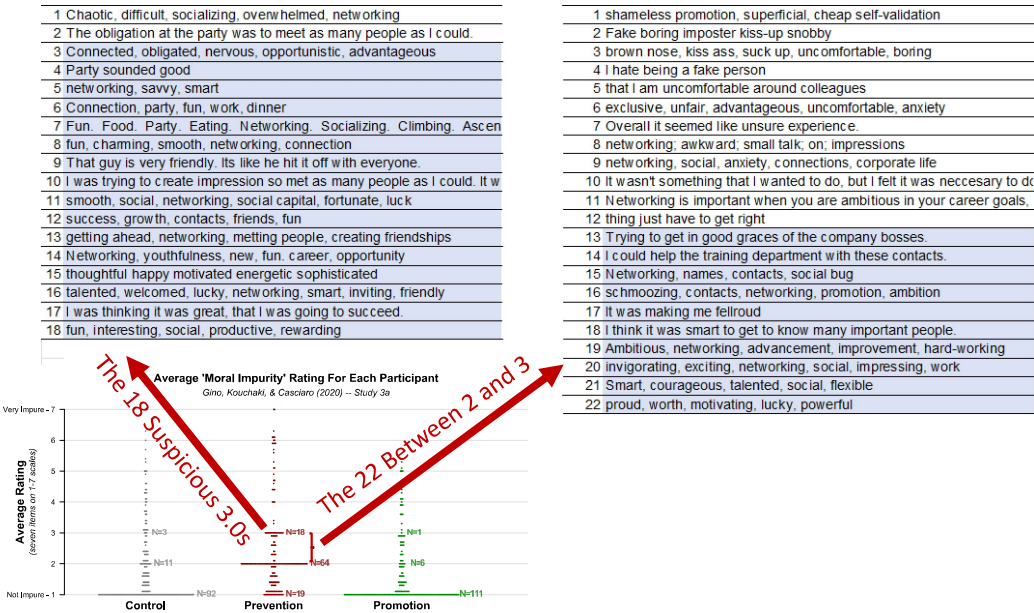 1 Chaotic, difficult, socializing, overwhelmed, networking
2 The obligation at the party was to meet as many people as I could.
3 Connected, obligated, nervous, opportunistic, advantageous
4 Party sounded good
5 networking, savvy, smart
6 Connection, party, fun, work, dinner
7 Fun. Food. Party. Eating. Networking. Socializing. Climbing. Ascen
8 fun, charming, smooth, networking, connection
9 That guy is very friendly. Its like he hit it off with everyone.
10 I was trying to create impression so met as many people as I could. It w
11 smooth, social, networking, social capital, fortunate, luck
12 success, growth, contacts, friends, fun
13 getting ahead, networking, metting people, creating friendships
14 Networking, youthfulness, new, fun. career, opportunity
15 thoughtful happy motivated energetic sophisticated
16 talented, welcomed, lucky, networking, smart, inviting, friendly
17 I was thinking it was great, that I was going to succeed.
18 fun, interesting, social, productive, rewarding
1 shameless promotion, superficial, cheap self-validation
2 Fake boring imposter kiss-up snobby
3 brown nose, kiss ass, suck up, uncomfortable, boring
4 I hate being a fake person
5 that I am uncomfortable around colleagues
6 exclusive, unfair, advantageous, uncomfortable, anxiety
7 Overall it seemed like unsure experience.
8 networking; awkward; small talk; on; impressions
9 networking, social, anxiety, connections, corporate life
10 It wasn't something that I wanted to do, but I felt it was neccesary to do
11 Networking is important when you are ambitious in your career goals,
12 thing just have to get right
13 Trying to get in good graces of the company bosses.
14 I could help the training department with these contacts.
15 Networking, names, contacts, social bug
16 schmoozing, contacts, networking, promotion, ambition
17 It was making me fellroud
18 I think it was smart to get to know many important people.
19 Ambitious, networking, advancement, improvement, hard-working
20 invigorating, exciting, networking, social, impressing, work
21 Smart, courageous, talented, social, flexible
22 proud, worth, motivating, lucky, powerful
The 18 Suspicious 3.0s
The 22 Between 2 and 3
Average 'Moral Impurity' Rating For Each Participant
Gino, Kouchaki, & Casciaro (2020) -- Study 3a
Average Rating
(seven items on 1-7 scales)
Very Impure - 7
6
5
4
3
2
Not Impure - 1
N=3
N=11
N=92
N=18
N=64
N=19
N=1
N=6
N=111
Control
Prevention
Promotion